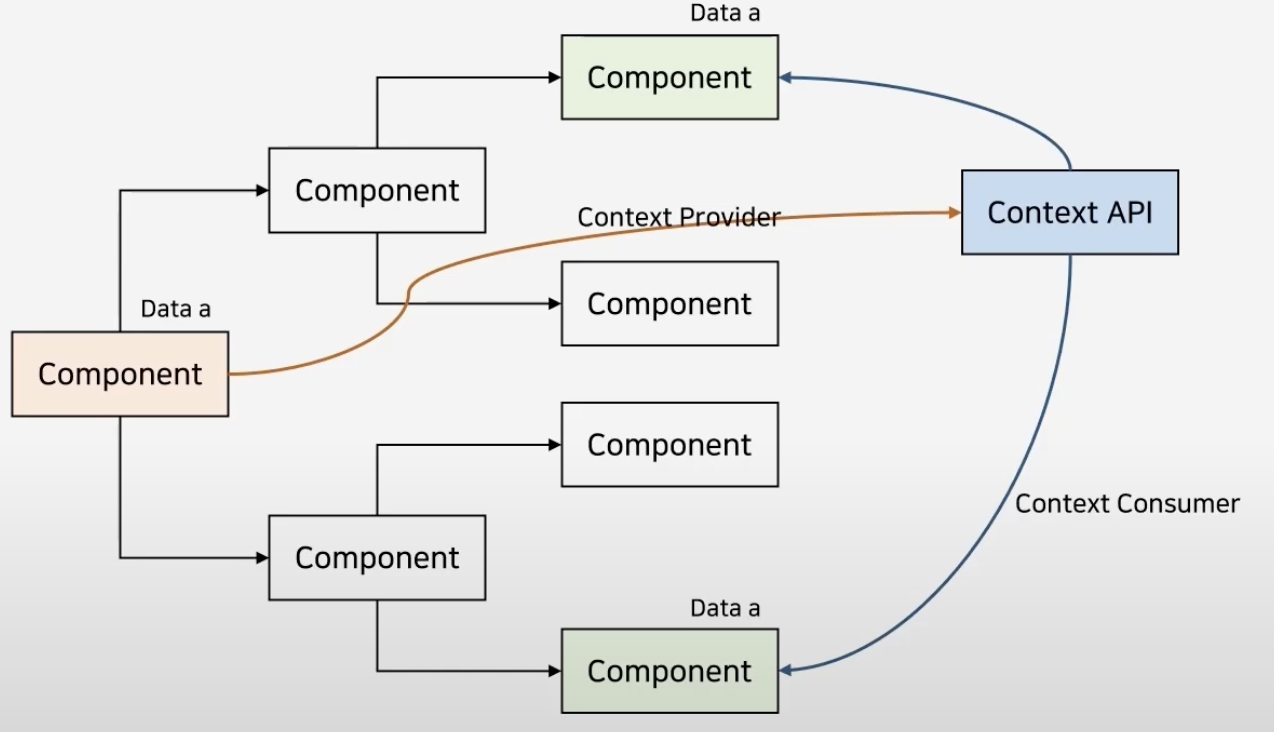 Data a
Component
Component
Context API
Context Provider
Component
Data a
Component
Component
Context Consumer
Component
Data a
Component